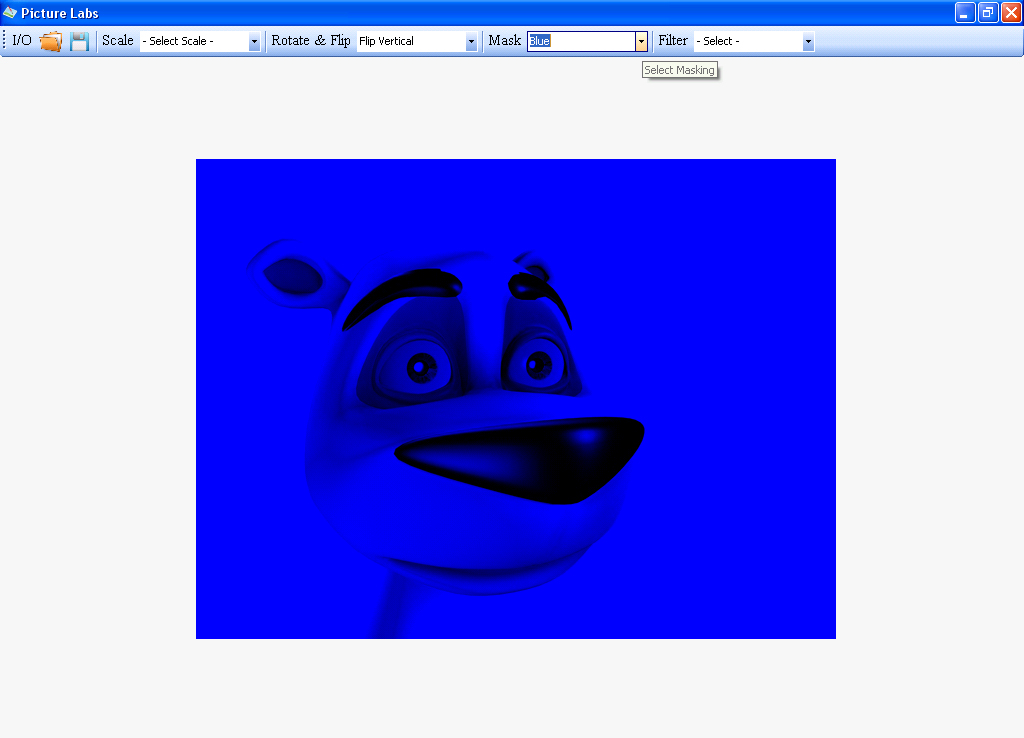 Picture Labs
I/O Scale - Select Scale - Rotate & Flip Flip Vertical Mask Blue Filter - Select -
Select Masking